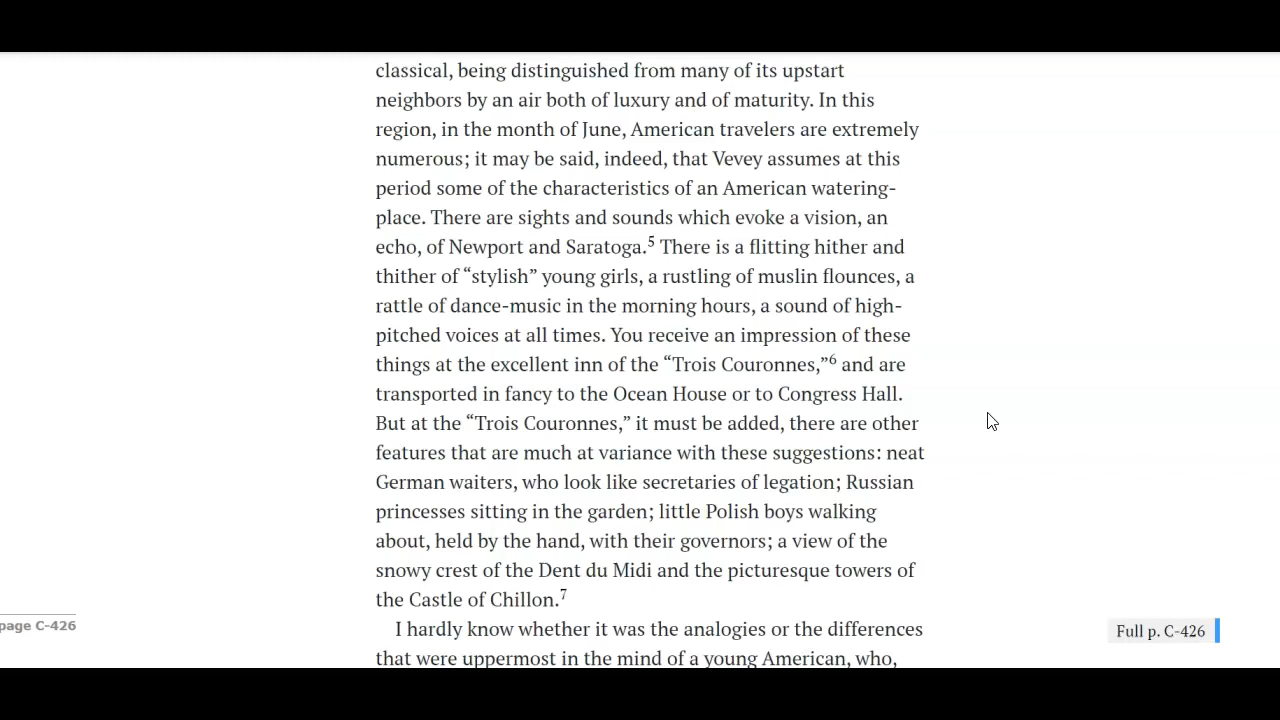 classical, being distinguished from many of its upstart
neighbors by an air both of luxury and of maturity. In this
region, in the month of June, American travelers are extremely
numerous; it may be said, indeed, that Vevey assumes at this
period some of the characteristics of an American watering-
place. There are sights and sounds which evoke a vision, an
echo, of Newport and Saratoga.5 There is a flitting hither and
thither of “stylish” young girls, a rustling of muslin flounces, a
rattle of dance-music in the morning hours, a sound of high-
pitched voices at all times. You receive an impression of these
things at the excellent inn of the “Trois Couronnes,”6 and are
transported in fancy to the Ocean House or to Congress Hall.
But at the “Trois Couronnes,” it must be added, there are other
features that are much at variance with these suggestions: neat
German waiters, who look like secretaries of legation; Russian
princesses sitting in the garden; little Polish boys walking
about, held by the hand, with their governors; a view of the
snowy crest of the Dent du Midi and the picturesque towers of
the Castle of Chillon.7
page C-426
Full p. C-426
I hardly know whether it was the analogies or the differences
that were uppermost in the mind of a young American, who,